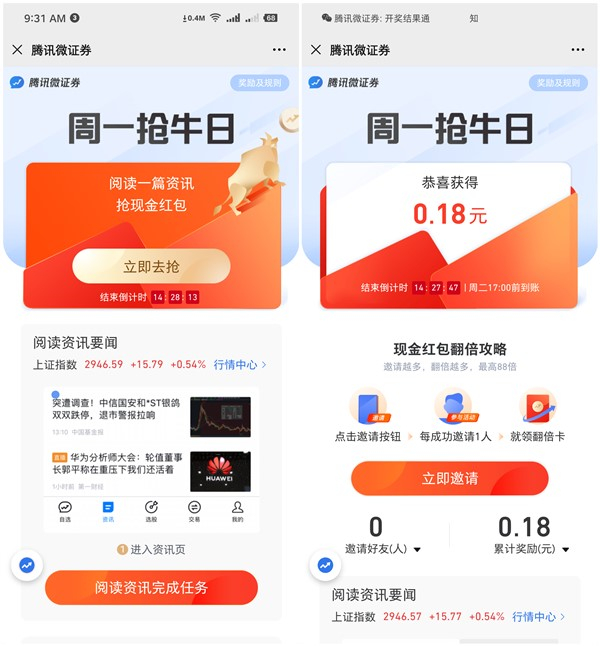 9:31 AM 3
0.4M 68
腾讯微证券
腾讯微证券
奖励及规则
周一抢牛日
阅读一篇资讯
抢现金红包
立即去抢
结束倒计时 14 : 28 : 13
阅读资讯要闻
上证指数 2946.59 +15.79 +0.54% 行情中心
突遭调查！中信国安和*ST银鸽
双双跌停，退市警报拉响
13:10 中国基金报
直播 华为分析师大会：轮值董事
长郭平称在重压下我们还活着
1小时前 第一财经
HUAWEI
自选 资讯 选股 交易 我的
1 进入资讯页
阅读资讯完成任务
腾讯微证券: 开奖结果通 知
腾讯微证券
腾讯微证券
奖励及规则
周一抢牛日
恭喜获得
0.18元
结束倒计时 14 : 27 : 47 | 周二17:00前到账
现金红包翻倍攻略
邀请越多，翻倍越多，最高88倍
邀请 参与活动
点击邀请按钮 每成功邀请1人 就领翻倍卡
立即邀请
0 0.18
邀请好友(人) 累计奖励(元)
阅读资讯要闻
上证指数 2946.57 +15.77 +0.54% 行情中心